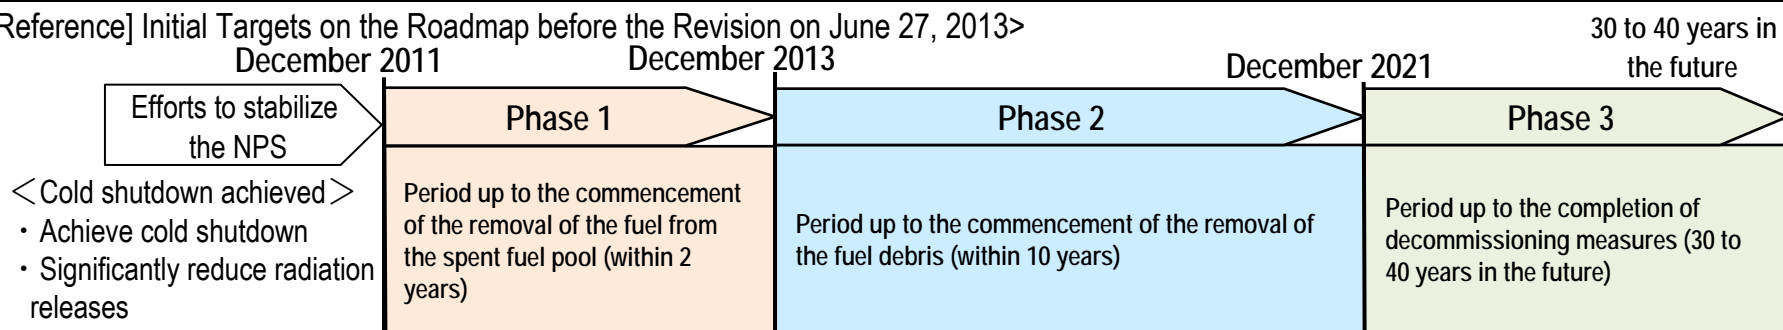 Reference] Initial Targets on the Roadmap before the Revision on June 27, 2013>
30 to 40 years in
the future
December 2011
December 2013
December 2021
Efforts to stabilize
the NPS
Phase 1
Phase 2
Phase 3
＜Cold shutdown achieved＞
・Achieve cold shutdown
・Significantly reduce radiation
releases
Period up to the commencement
of the removal of the fuel from
the spent fuel pool (within 2
years)
Period up to the commencement of the removal of
the fuel debris (within 10 years)
Period up to the completion of
decommissioning measures (30 to
40 years in the future)